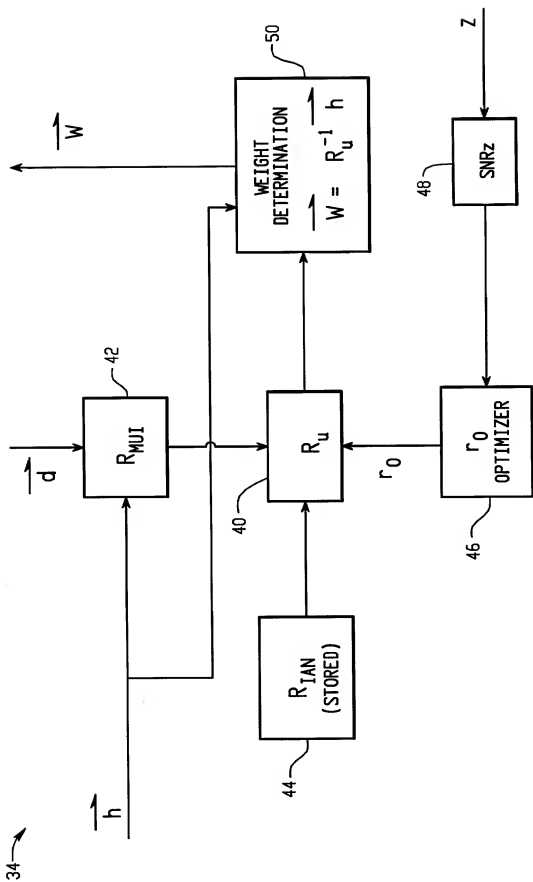 34
h
d
W
42
R_MUI
50
WEIGHT
DETERMINATION
W = R_u^-1 h
40
R_u
44
R_IAN
(STORED)
r_0
46
r_0
OPTIMIZER
48
SNRz
Z